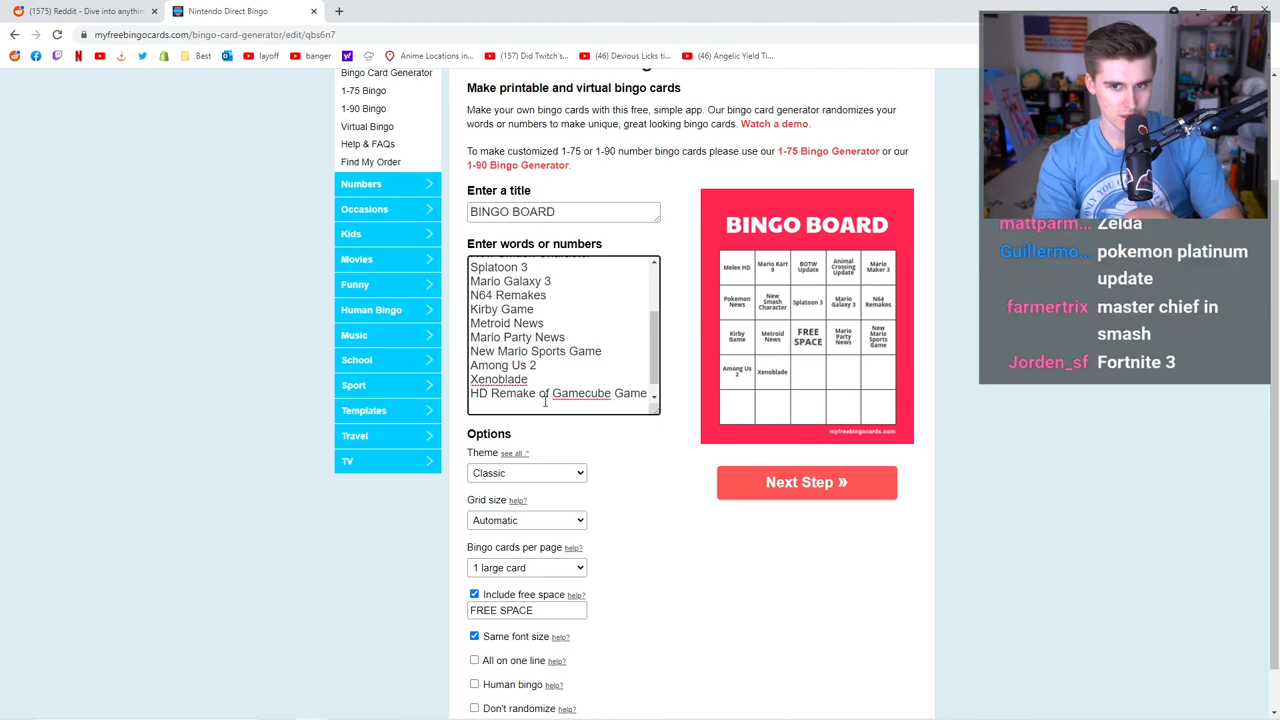 (1575) Reddit - Dive into anythin
Nintendo Direct Bingo
myfreebingocards.com/bingo-card-generator/edit/qbs6n7
layoff
Best
banger
Anime Locations in...
(157) Did Twitch's...
(46) Devious Licks ti...
(46) Angelic Yield Ti...
Bingo Card Generator
1-75 Bingo
1-90 Bingo
Virtual Bingo
Help & FAQs
Find My Order
Numbers
Occasions
Kids
Movies
Funny
Human Bingo
Music
School
Sport
Templates
Travel
TV
Make printable and virtual bingo cards
Make your own bingo cards with this free, simple app. Our bingo card generator randomizes your
words or numbers to make unique, great looking bingo cards. Watch a demo.
To make customized 1-75 or 1-90 number bingo cards please use our 1-75 Bingo Generator or our
1-90 Bingo Generator.
Enter a title
BINGO BOARD
Enter words or numbers
Splatoon 3
Mario Galaxy 3
N64 Remakes
Kirby Game
Metroid News
Mario Party News
New Mario Sports Game
Among Us 2
Xenoblade
HD Remake of Gamecube Game
Options
Theme see all
Classic
Grid size help?
Automatic
Bingo cards per page help?
1 large card
Include free space help?
FREE SPACE
Same font size help?
All on one line help?
Human bingo help?
Don't randomize help?
BINGO BOARD
Melee HD
Mario Kart
9
BOTW
Update
Animal
Crossing
Update
Mario
Maker 3
Pokemon
News
New
Smash
Character
Splatoon 3
Mario
Galaxy 3
N64
Remakes
Kirby
Game
Metroid
News
FREE
SPACE
Mario
Party
News
New
Mario
Sports
Game
Among Us
2
Xenoblade
myfreebingocards.com
Next Step »
mattparm... Zelda
Guillermo... pokemon platinum
update
farmertrix master chief in
smash
Jorden_sf Fortnite 3